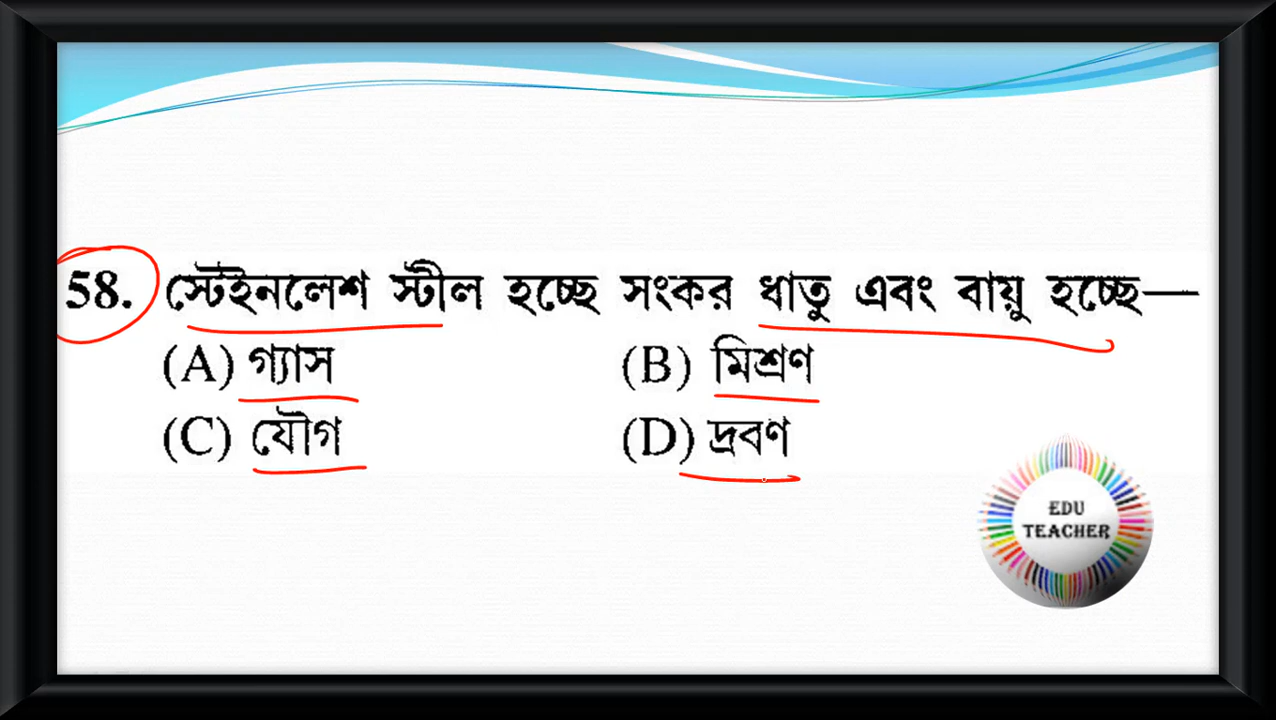 58. স্টেইনলেশ স্টীল হচ্ছে সংকর ধাতু এবং বায়ু হচ্ছে—
(A) গ্যাস (B) মিশ্রণ
(C) যৌগ (D) দ্রবণ
EDU
TEACHER